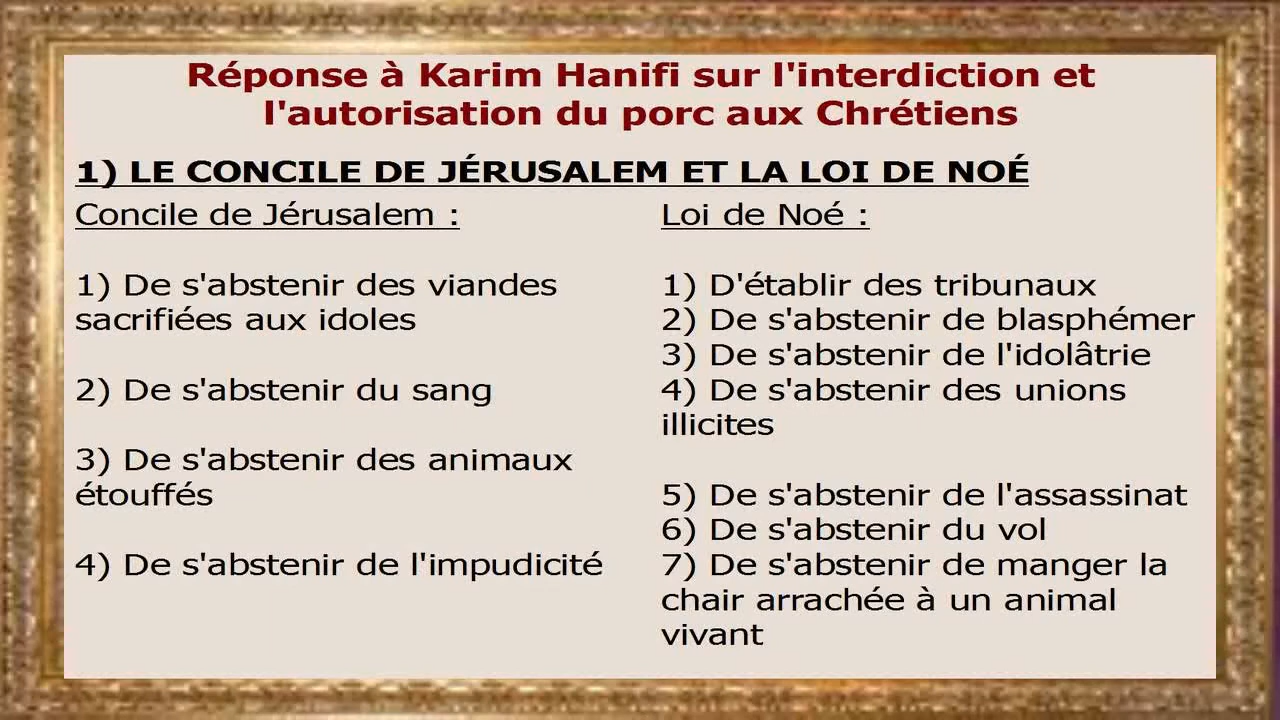 Réponse à Karim Hanifi sur l'interdiction et
l'autorisation du porc aux Chrétiens
1) LE CONCILE DE JÉRUSALEM ET LA LOI DE NOÉ
Concile de Jérusalem :
1) De s'abstenir des viandes
sacrifiées aux idoles
2) De s'abstenir du sang
3) De s'abstenir des animaux
étouffés
4) De s'abstenir de l'impudicité
Loi de Noé :
1) D'établir des tribunaux
2) De s'abstenir de blasphémer
3) De s'abstenir de l'idolâtrie
4) De s'abstenir des unions
illicites
5) De s'abstenir de l'assassinat
6) De s'abstenir du vol
7) De s'abstenir de manger la
chair arrachée à un animal
vivant